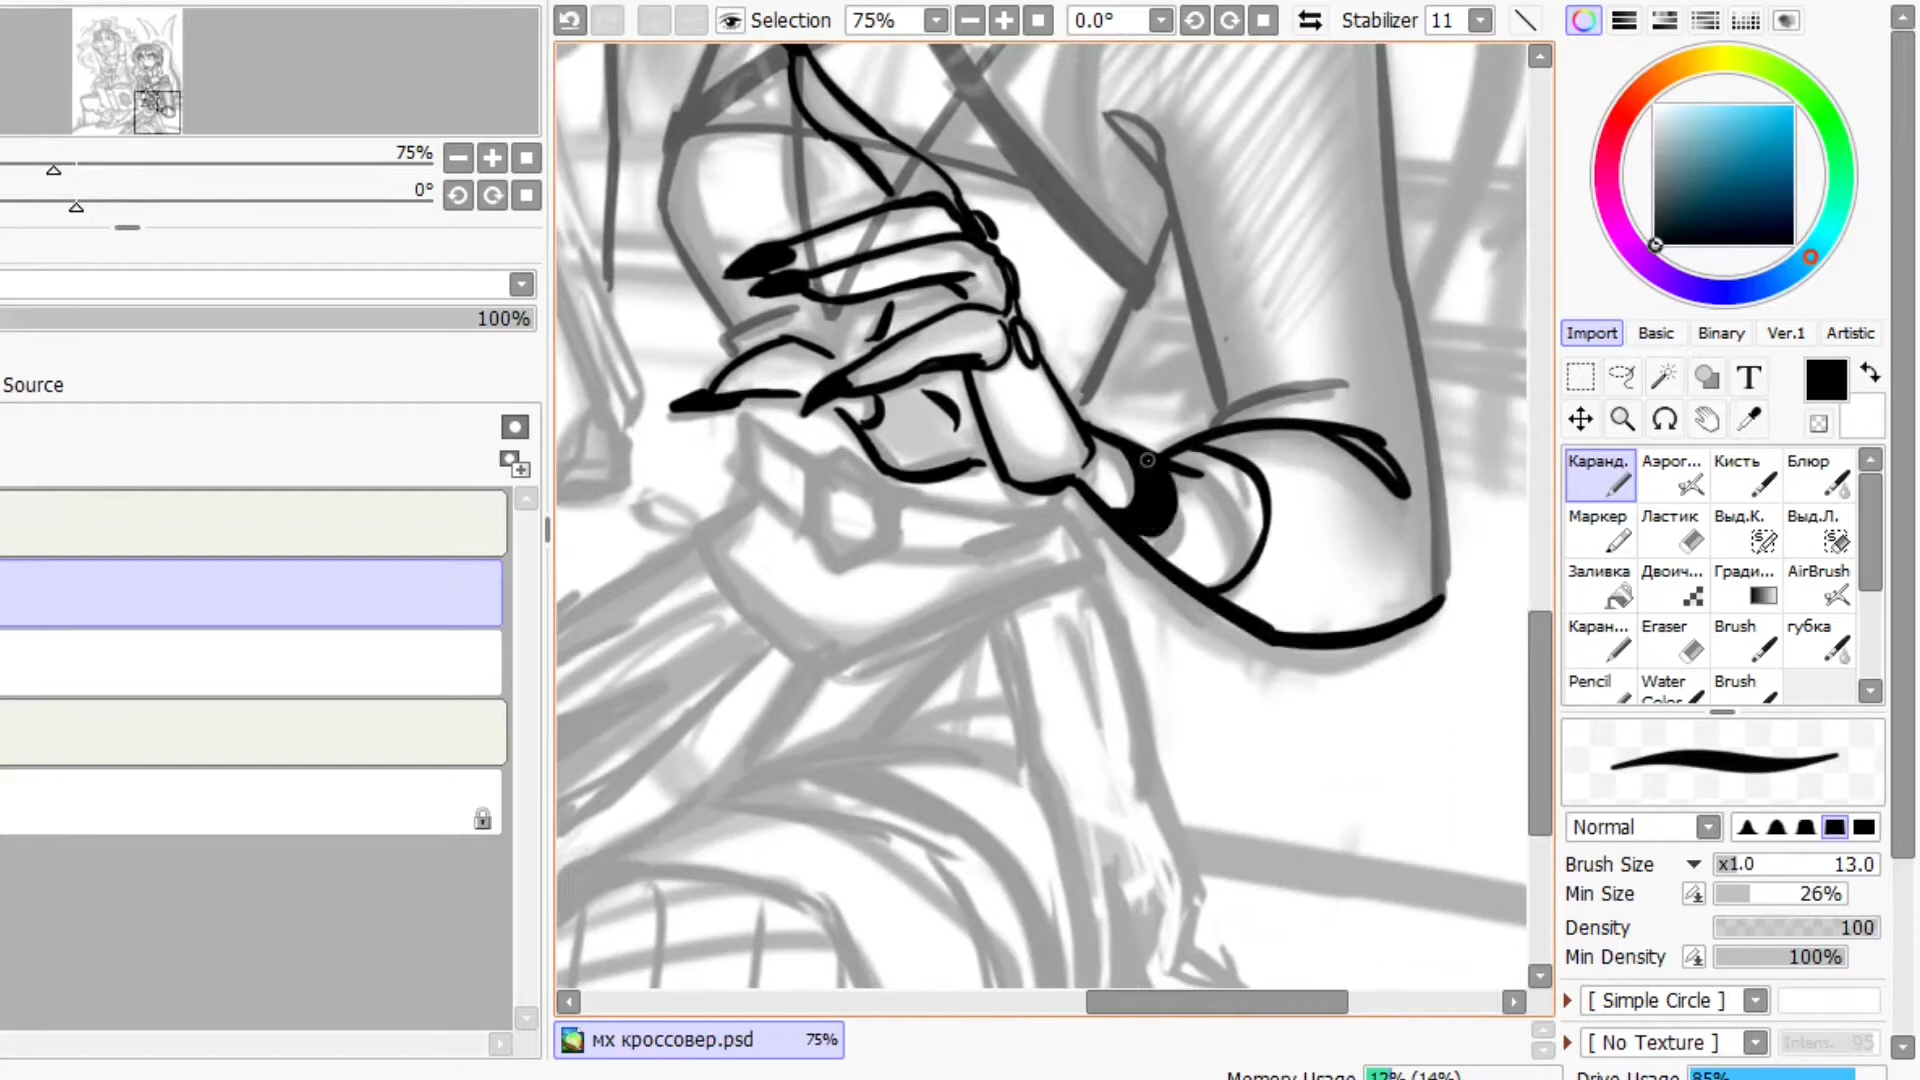 Selection 75% 0.0° Stabilizer 11
75%
0°
100%
Source
Import Basic Binary Ver.1 Artistic
T
Каранд. Аэрог... Кисть Блюр
Маркер Ластик Выд.К. Выд.Л.
Заливка Двоич... Гради... AirBrush
Каран... Eraser Brush губка
Pencil Water Brush
Color
Normal
Brush Size x1.0 13.0
Min Size 26%
Density 100
Min Density 100%
[ Simple Circle ]
[ No Texture ] Intens. 95
мх кроссовер.psd 75%
Memory Usage 12% (14%) Drive Usage 85%